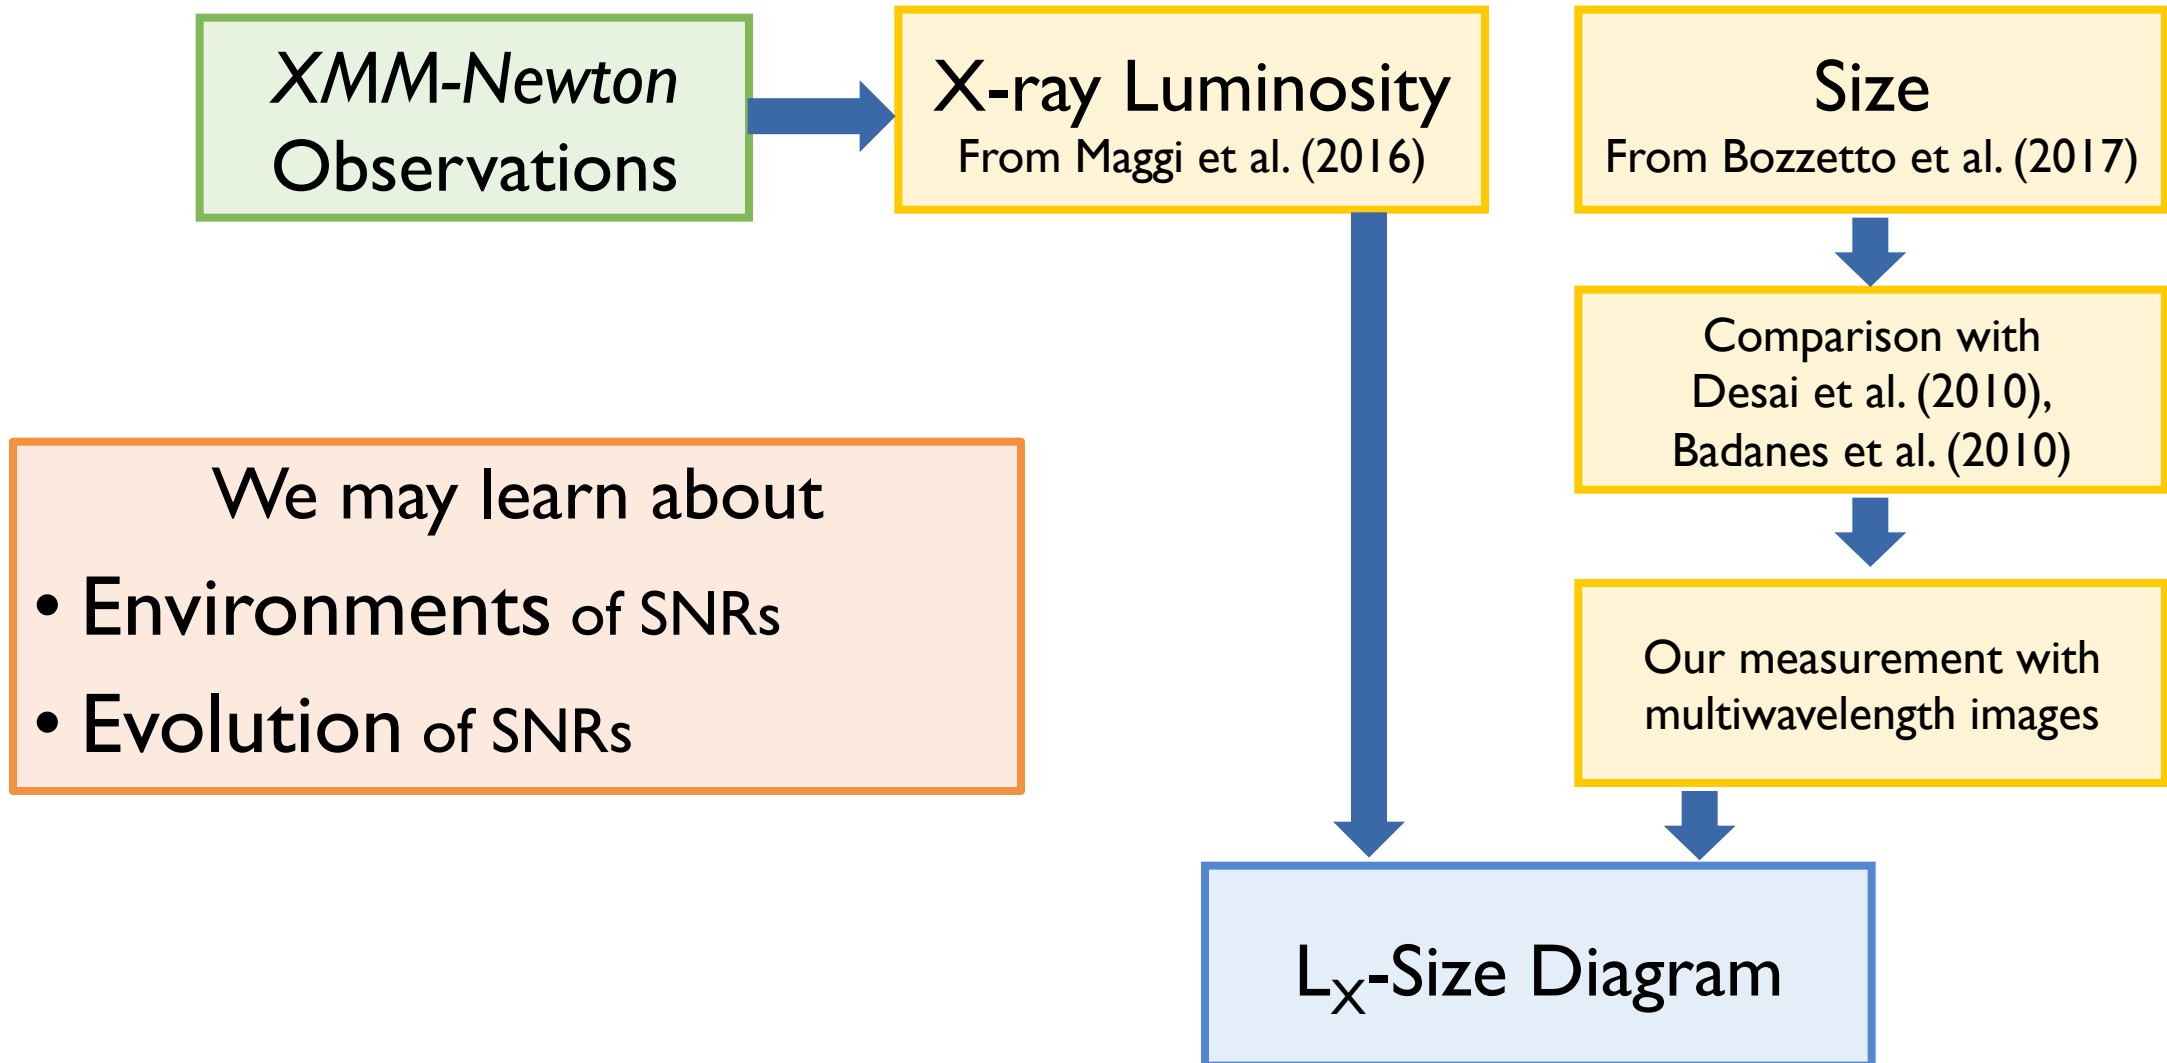 XMM-Newton
Observations
X-ray Luminosity
From Maggi et al. (2016)
Size
From Bozzetto et al. (2017)
Comparison with
Desai et al. (2010),
Badanes et al. (2010)
We may learn about
• Environments of SNRs
• Evolution of SNRs
Our measurement with
multiwavelength images
Lₓ-Size Diagram